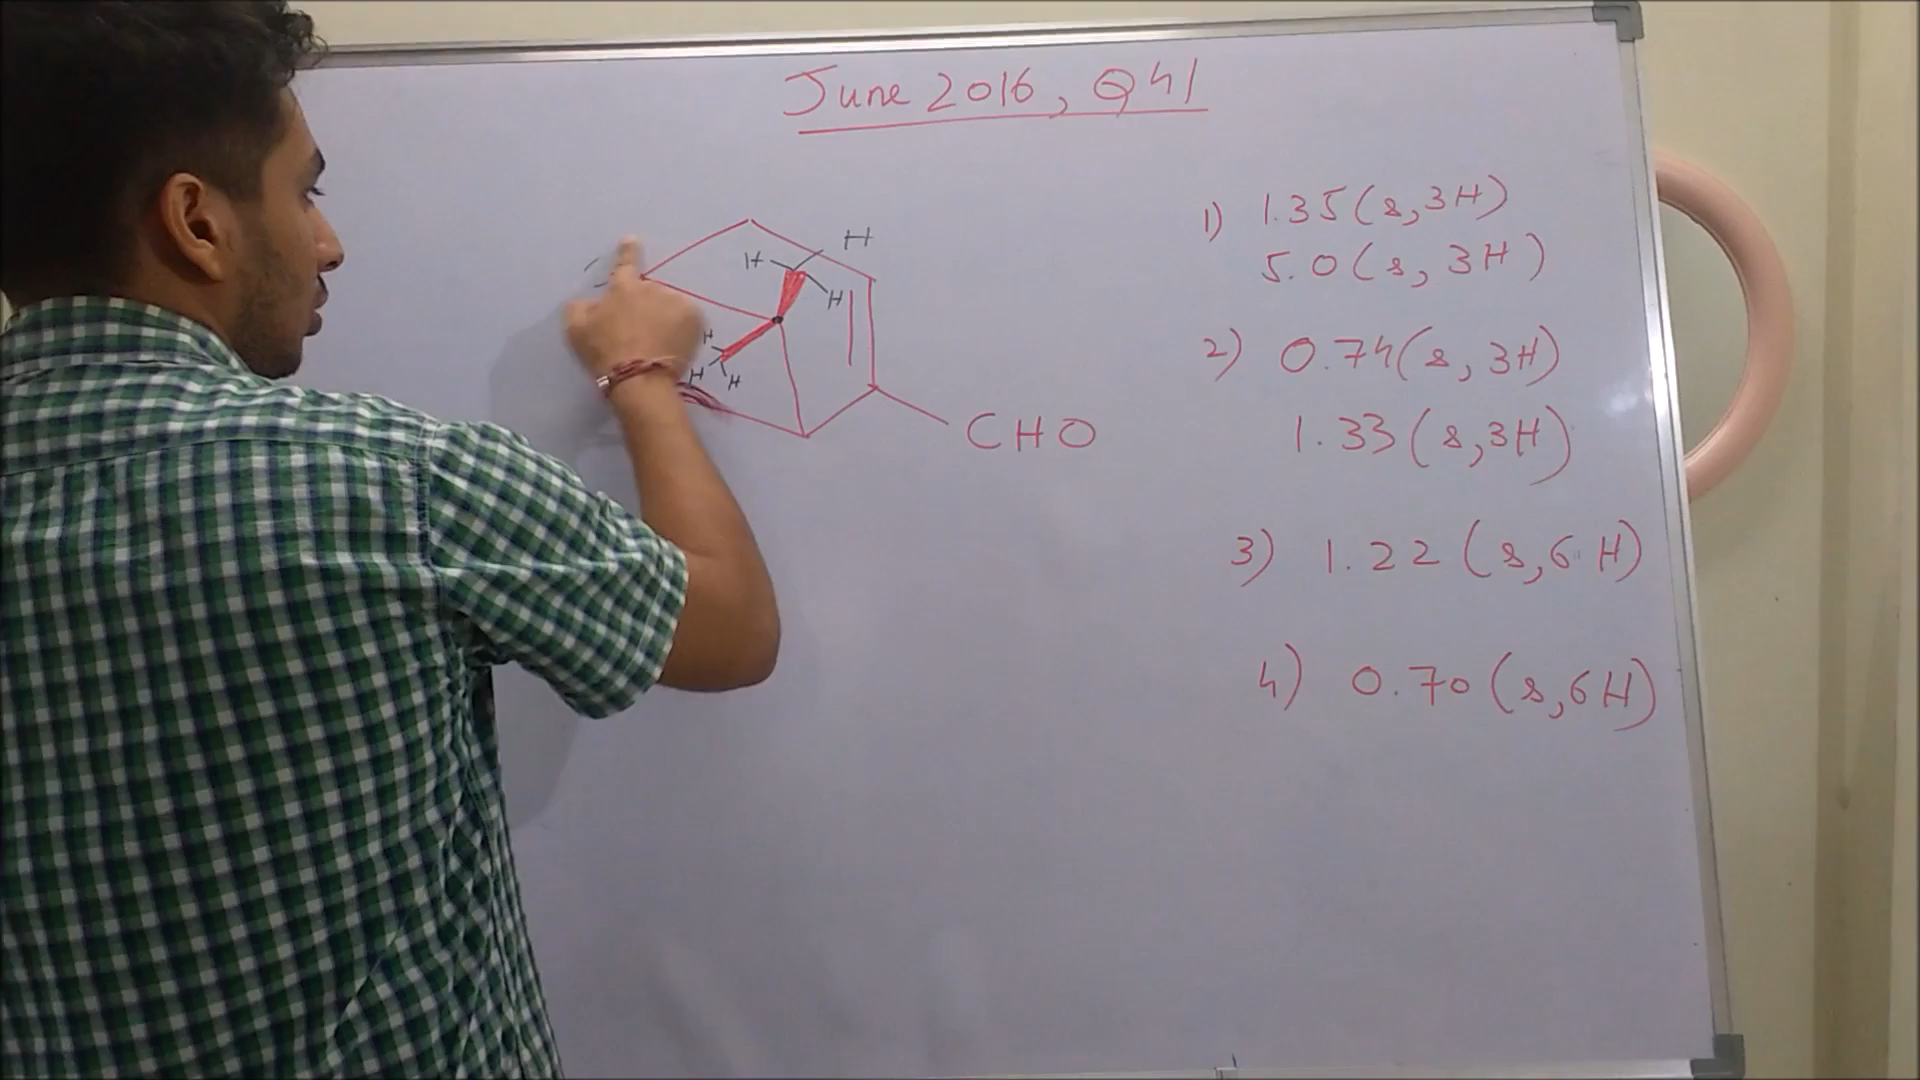 June 2016, Q41
H
H
H
H
H
H
CHO
1) 1.35 (s, 3H)
5.0 (s, 3H)
2) 0.74 (s, 3H)
1.33 (s, 3H)
3) 1.22 (s, 6H)
4) 0.70 (s, 6H)